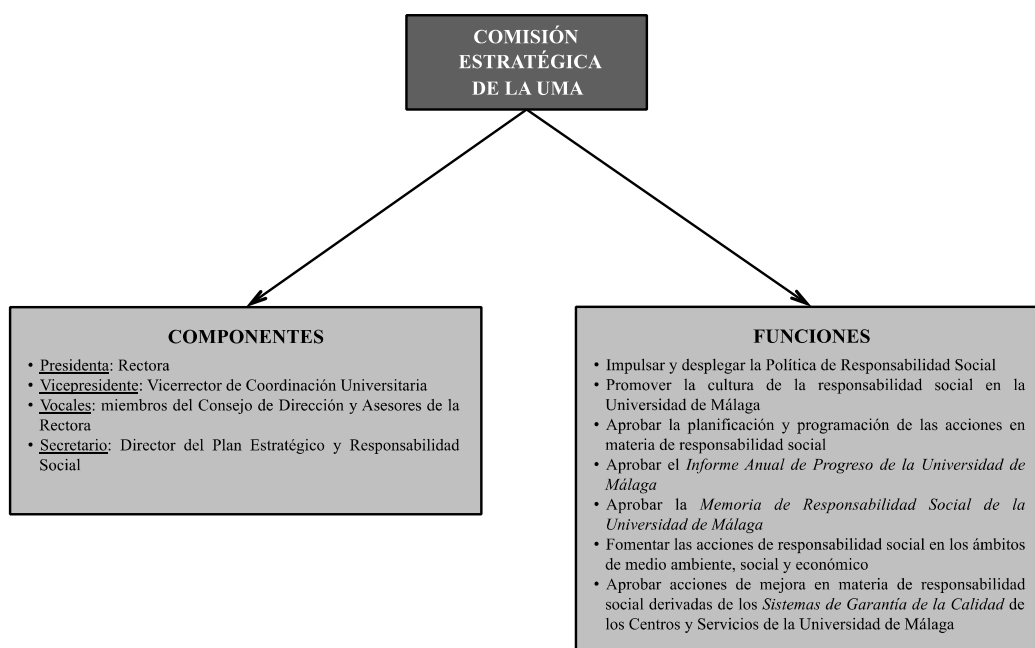 COMISIÓN
ESTRATÉGICA
DE LA UMA
COMPONENTES
• Presidenta: Rectora
• Vicepresidente: Vicerrector de Coordinación Universitaria
• Vocales: miembros del Consejo de Dirección y Asesores de la
Rectora
• Secretario: Director del Plan Estratégico y Responsabilidad
Social
FUNCIONES
• Impulsar y desplegar la Política de Responsabilidad Social
• Promover la cultura de la responsabilidad social en la
Universidad de Málaga
• Aprobar la planificación y programación de las acciones en
materia de responsabilidad social
• Aprobar el Informe Anual de Progreso de la Universidad de
Málaga
• Aprobar la Memoria de Responsabilidad Social de la
Universidad de Málaga
• Fomentar las acciones de responsabilidad social en los ámbitos
de medio ambiente, social y económico
• Aprobar acciones de mejora en materia de responsabilidad
social derivadas de los Sistemas de Garantía de la Calidad de
los Centros y Servicios de la Universidad de Málaga